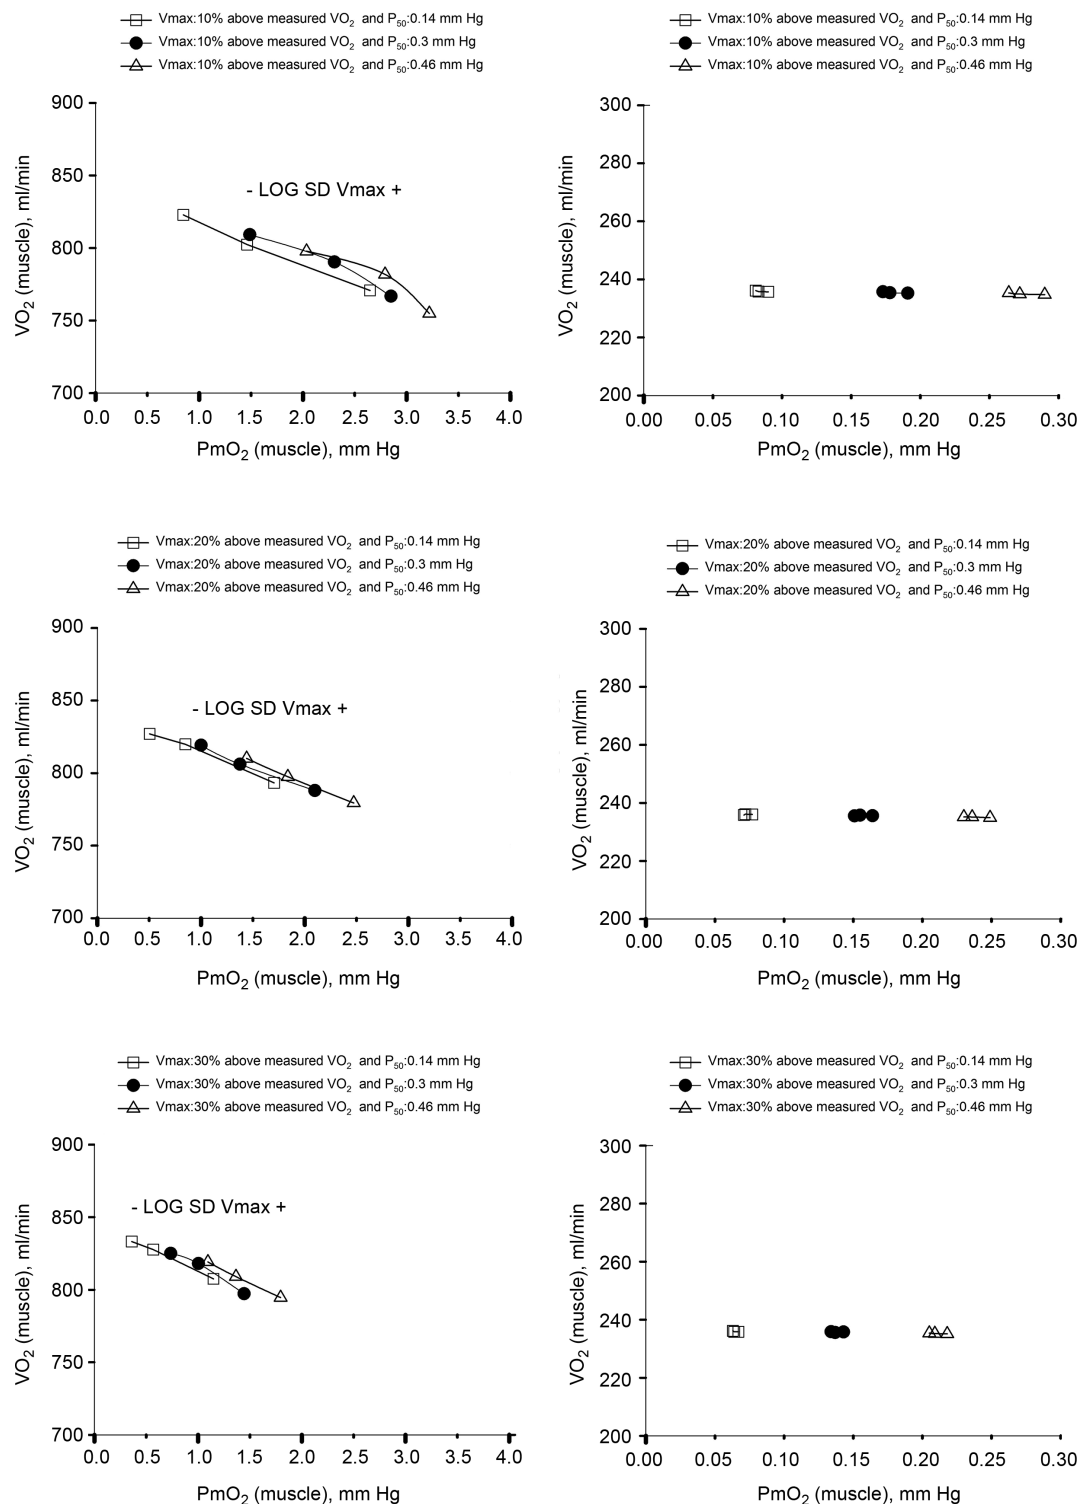 Vmax:10% above measured VO₂ and P₅₀:0.14 mm Hg
Vmax:10% above measured VO₂ and P₅₀:0.3 mm Hg
Vmax:10% above measured VO₂ and P₅₀:0.46 mm Hg
900
850
800
750
700
VO₂ (muscle), ml/min
- LOG SD Vmax +
0.0 0.5 1.0 1.5 2.0 2.5 3.0 3.5 4.0
PmO₂ (muscle), mm Hg
Vmax:10% above measured VO₂ and P₅₀:0.14 mm Hg
Vmax:10% above measured VO₂ and P₅₀:0.3 mm Hg
Vmax:10% above measured VO₂ and P₅₀:0.46 mm Hg
300
280
260
240
220
200
VO₂ (muscle), ml/min
0.00 0.05 0.10 0.15 0.20 0.25 0.30
PmO₂ (muscle), mm Hg
Vmax:20% above measured VO₂ and P₅₀:0.14 mm Hg
Vmax:20% above measured VO₂ and P₅₀:0.3 mm Hg
Vmax:20% above measured VO₂ and P₅₀:0.46 mm Hg
900
850
800
750
700
VO₂ (muscle), ml/min
- LOG SD Vmax +
0.0 0.5 1.0 1.5 2.0 2.5 3.0 3.5 4.0
PmO₂ (muscle), mm Hg
Vmax:20% above measured VO₂ and P₅₀:0.14 mm Hg
Vmax:20% above measured VO₂ and P₅₀:0.3 mm Hg
Vmax:20% above measured VO₂ and P₅₀:0.46 mm Hg
300
280
260
240
220
200
VO₂ (muscle), ml/min
0.00 0.05 0.10 0.15 0.20 0.25 0.30
PmO₂ (muscle), mm Hg
Vmax:30% above measured VO₂ and P₅₀:0.14 mm Hg
Vmax:30% above measured VO₂ and P₅₀:0.3 mm Hg
Vmax:30% above measured VO₂ and P₅₀:0.46 mm Hg
900
850
800
750
700
VO₂ (muscle), ml/min
- LOG SD Vmax +
0.0 0.5 1.0 1.5 2.0 2.5 3.0 3.5 4.0
PmO₂ (muscle), mm Hg
Vmax:30% above measured VO₂ and P₅₀:0.14 mm Hg
Vmax:30% above measured VO₂ and P₅₀:0.3 mm Hg
Vmax:30% above measured VO₂ and P₅₀:0.46 mm Hg
300
280
260
240
220
200
VO₂ (muscle), ml/min
0.00 0.05 0.10 0.15 0.20 0.25 0.30
PmO₂ (muscle), mm Hg